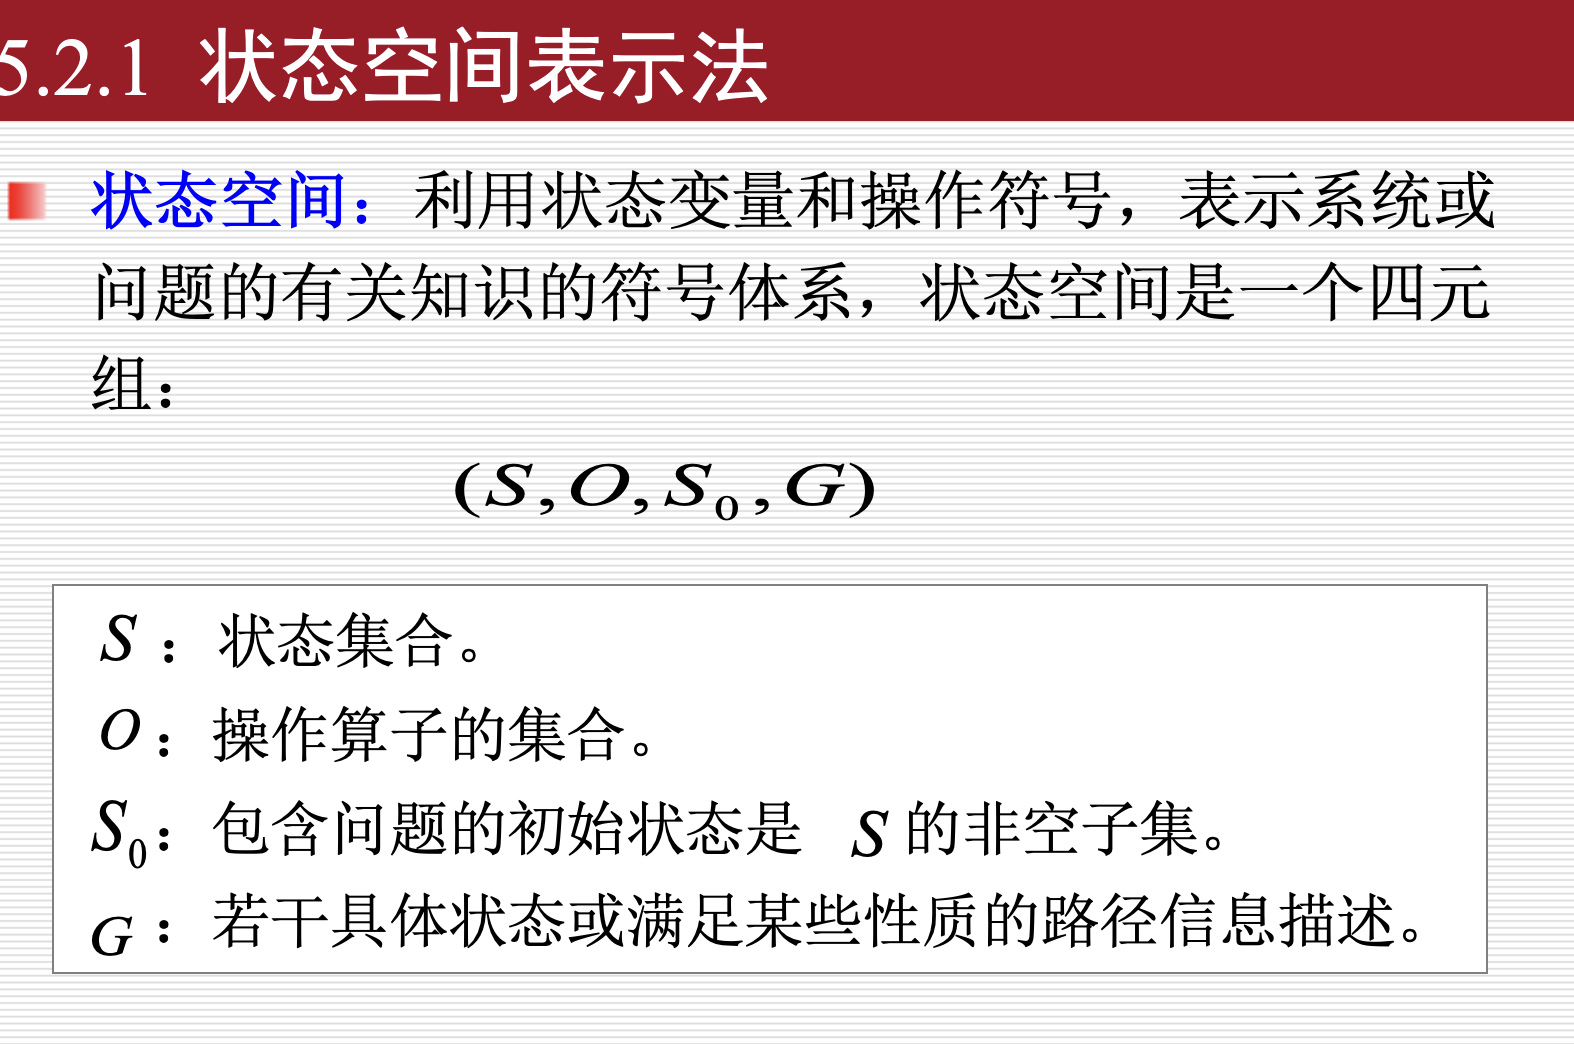 5.2.1 状态空间表示法
状态空间：利用状态变量和操作符号，表示系统或
问题的有关知识的符号体系，状态空间是一个四元
组：
(S,O,S₀,G)
S：状态集合。
O：操作算子的集合。
S₀：包含问题的初始状态是 S 的非空子集。
G：若干具体状态或满足某些性质的路径信息描述。